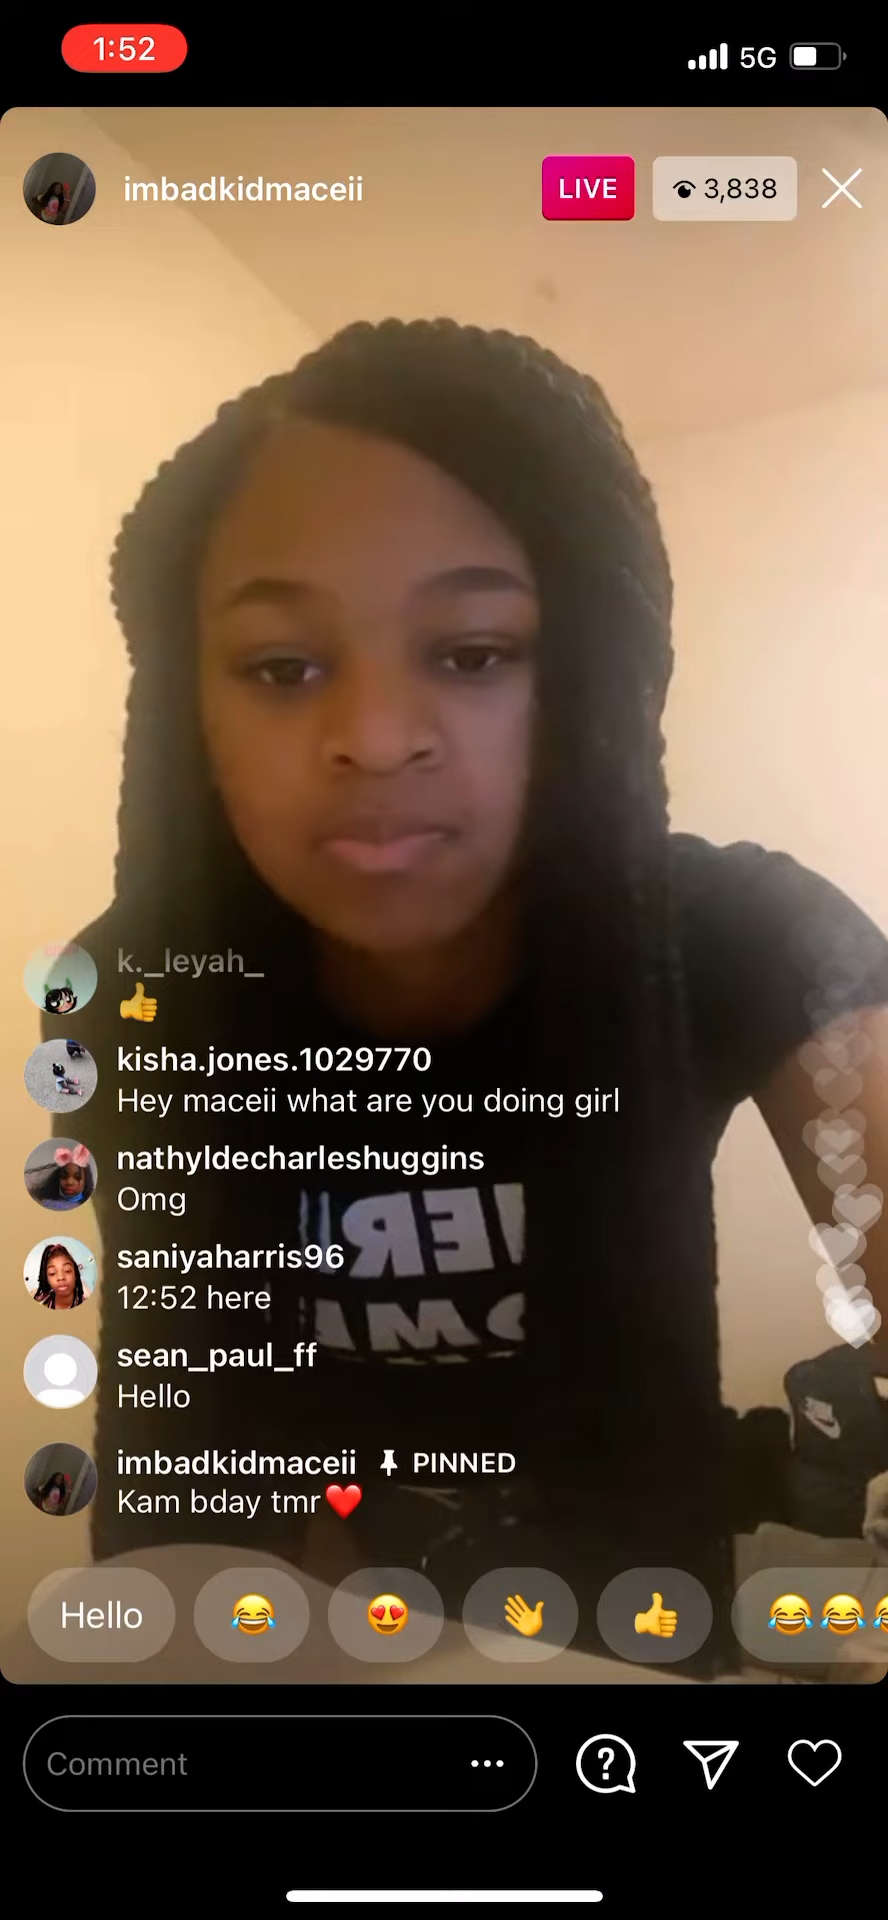 1:52
5G
imbadkidmaceii
LIVE
3,838
k._leyah_
👍
kisha.jones.1029770
Hey maceii what are you doing girl
nathyldecharleshuggins
Omg
saniyaharris96
12:52 here
sean_paul_ff
Hello
imbadkidmaceii PINNED
Kam bday tmr❤️
Hello 😂 😍 👋 👍 😂😂
Comment